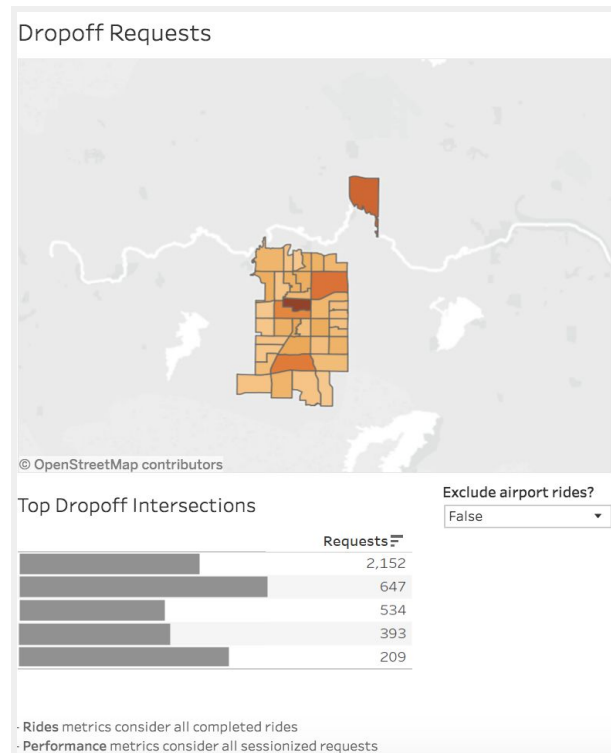 Dropoff Requests
© OpenStreetMap contributors
Top Dropoff Intersections
Exclude airport rides?
False
Requests
2,152
647
534
393
209
· Rides metrics consider all completed rides
· Performance metrics consider all sessionized requests